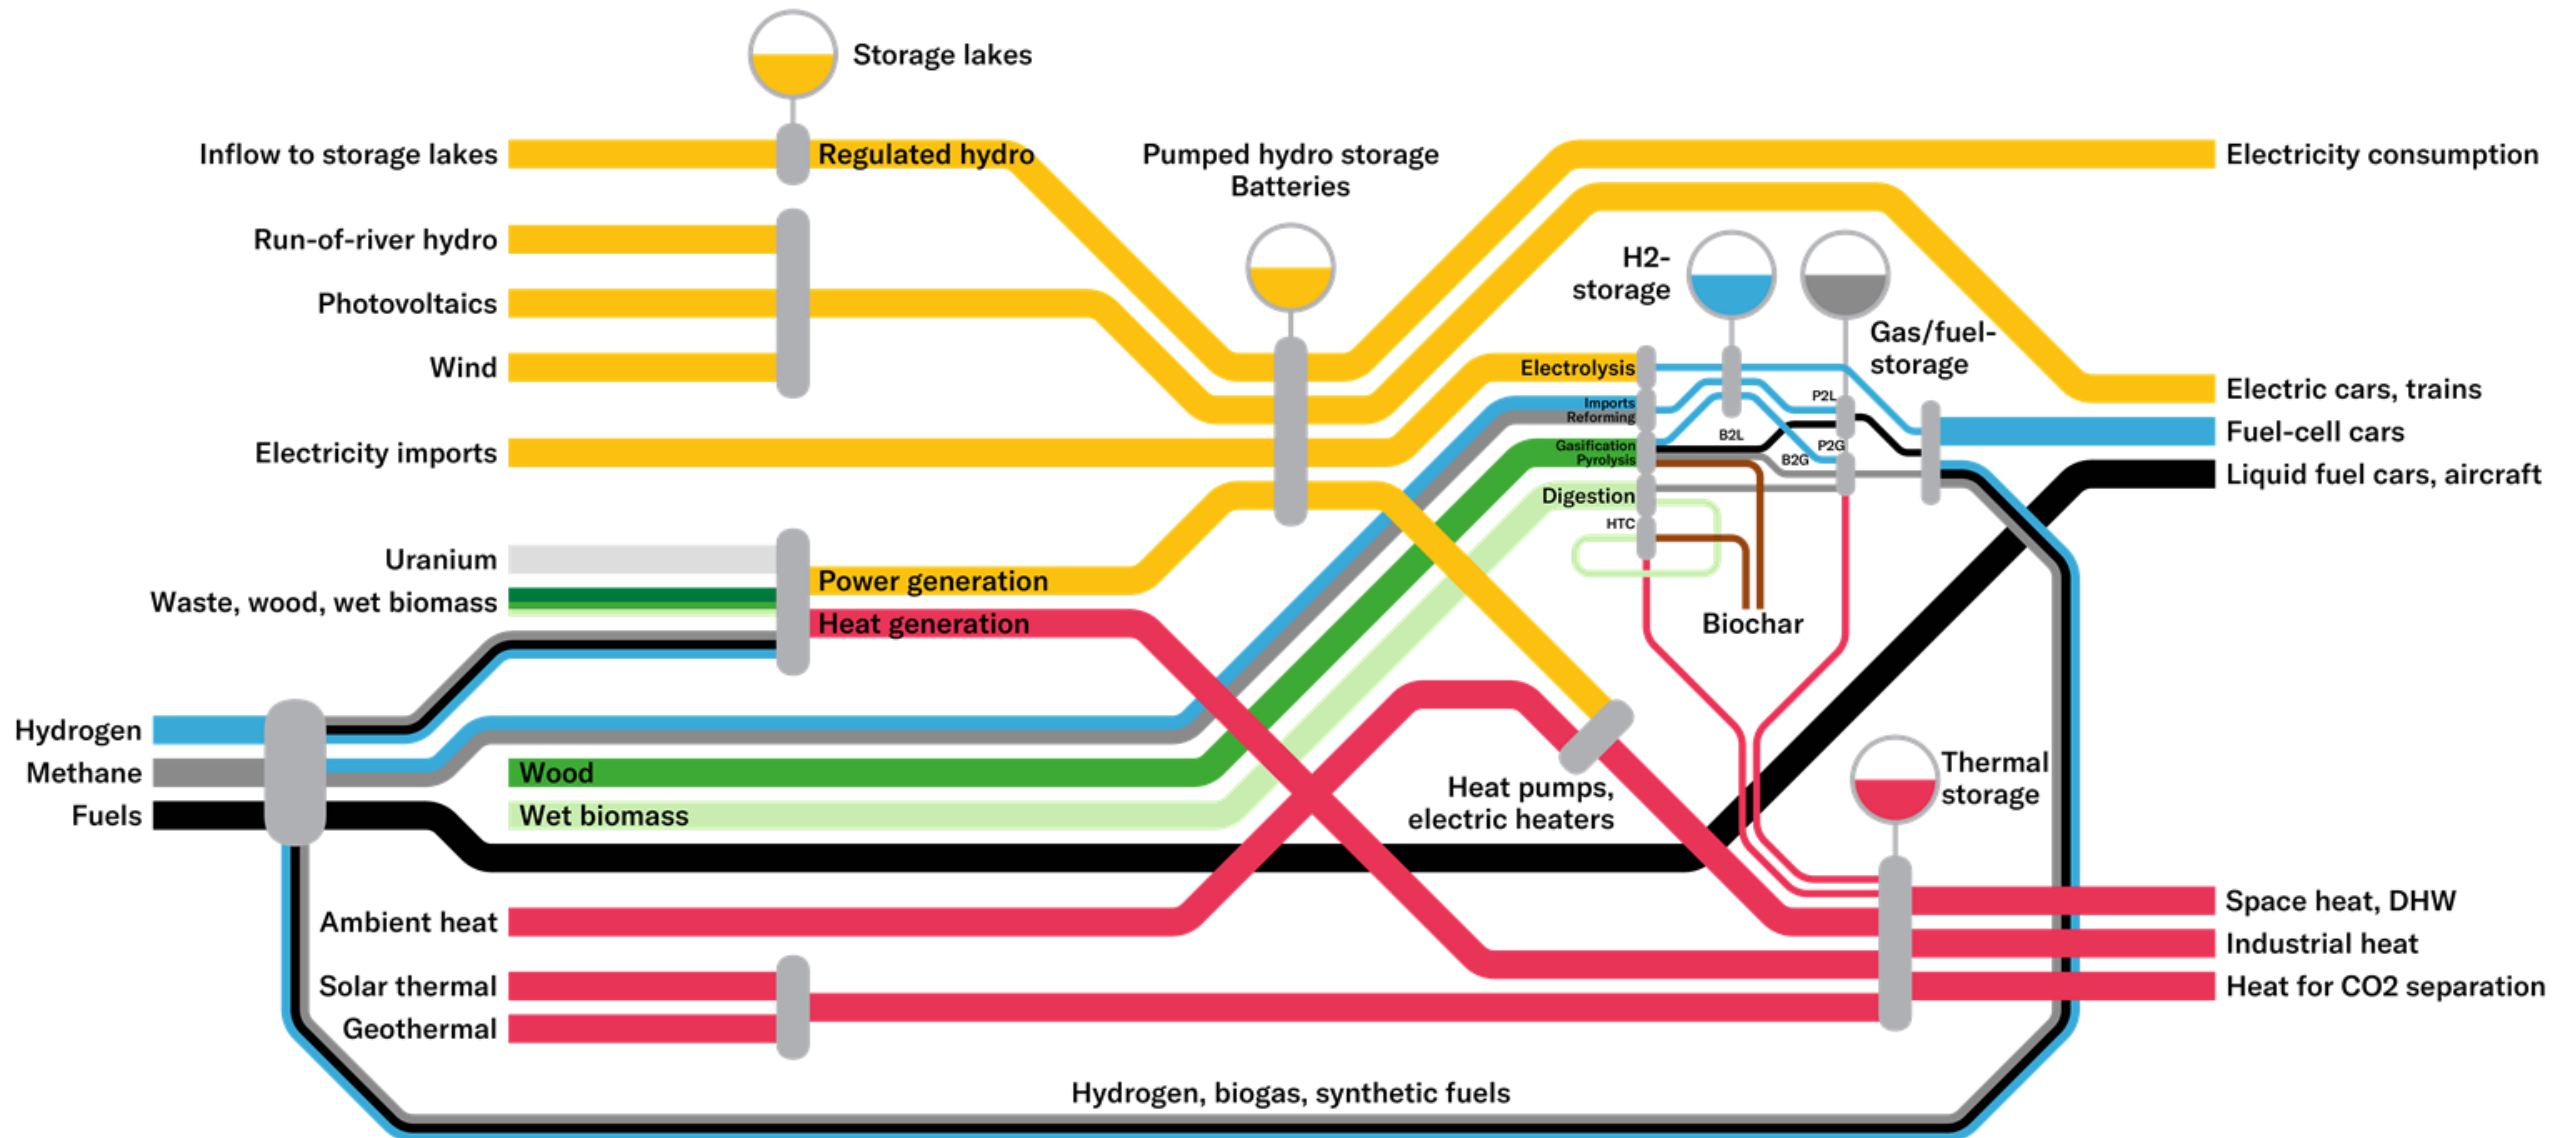 Storage lakes
Inflow to storage lakes
Regulated hydro
Pumped hydro storage
Batteries
Electricity consumption
Run-of-river hydro
Photovoltaics
Wind
Electricity imports
H2-
storage
Gas/fuel-
storage
Electrolysis
Imports
Reforming
Gasification
Pyrolysis
Digestion
HTC
P2L
B2L
P2G
B2G
Biochar
Electric cars, trains
Fuel-cell cars
Liquid fuel cars, aircraft
Uranium
Waste, wood, wet biomass
Power generation
Heat generation
Hydrogen
Methane
Fuels
Wood
Wet biomass
Heat pumps,
electric heaters
Thermal
storage
Ambient heat
Solar thermal
Geothermal
Space heat, DHW
Industrial heat
Heat for CO2 separation
Hydrogen, biogas, synthetic fuels